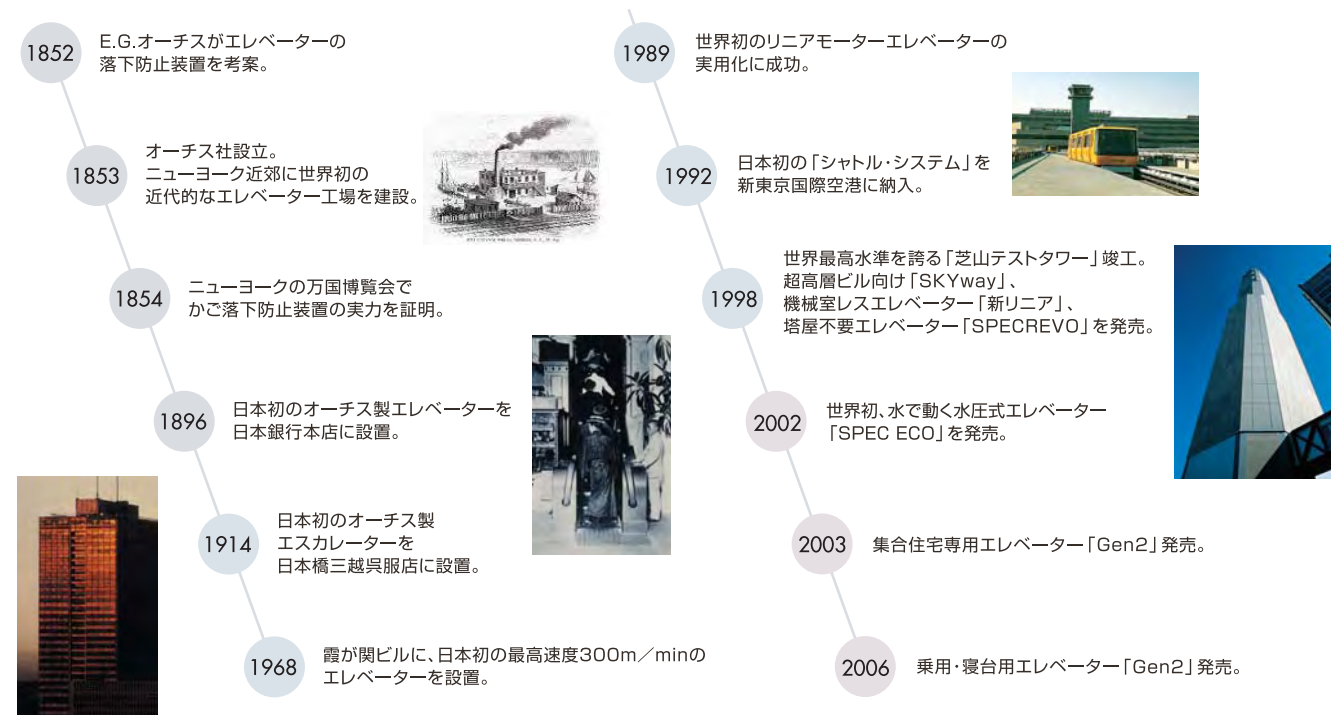 1852
E.G.オーチスがエレベーターの
落下防止装置を考案。
1853
オーチス社設立。
ニューヨーク近郊に世界初の
近代的なエレベーター工場を建設。
1854
ニューヨークの万国博覧会で
かご落下防止装置の実力を証明。
1896
日本初のオーチス製エレベーターを
日本銀行本店に設置。
1914
日本初のオーチス製
エスカレーターを
日本橋三越呉服店に設置。
1968
霞が関ビルに、日本初の最高速度300m／minの
エレベーターを設置。
1989
世界初のリニアモーターエレベーターの
実用化に成功。
1992
日本初の「シャトル・システム」を
新東京国際空港に納入。
1998
世界最高水準を誇る「芝山テストタワー」竣工。
超高層ビル向け「SKYway」、
機械室レスエレベーター「新リニア」、
塔屋不要エレベーター「SPECREVO」を発売。
2002
世界初、水で動く水圧式エレベーター
「SPEC ECO」を発売。
2003
集合住宅専用エレベーター「Gen2」発売。
2006
乗用・寝台用エレベーター「Gen2」発売。